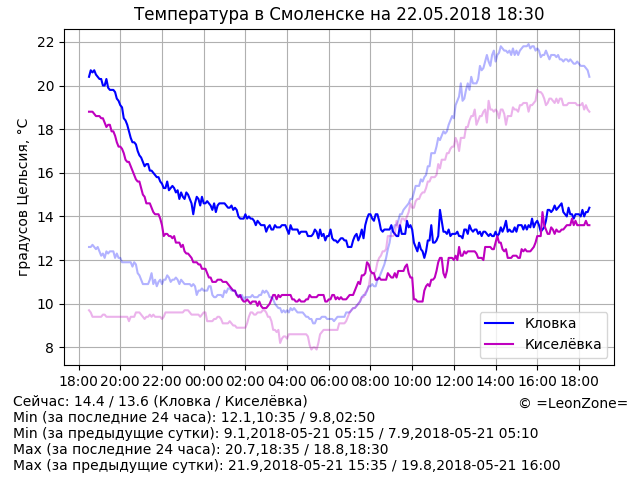 Температура в Смоленске на 22.05.2018 18:30
градусов Цельсия, °C
22
20
18
16
14
12
10
8
Кловка
Киселёвка
18:00 20:00 22:00 00:00 02:00 04:00 06:00 08:00 10:00 12:00 14:00 16:00 18:00
Сейчас: 14.4 / 13.6 (Кловка / Киселёвка)
© =LeonZone=
Min (за последние 24 часа): 12.1,10:35 / 9.8,02:50
Min (за предыдущие сутки): 9.1,2018-05-21 05:15 / 7.9,2018-05-21 05:10
Max (за последние 24 часа): 20.7,18:35 / 18.8,18:30
Max (за предыдущие сутки): 21.9,2018-05-21 15:35 / 19.8,2018-05-21 16:00